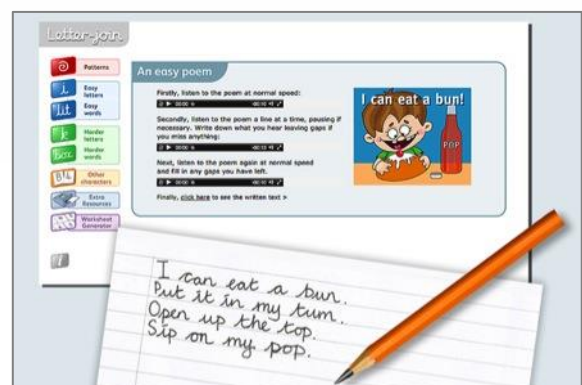 Letter-join
Patterns
Easy
letters
Easy
words
Harder
letters
Harder
words
Other
characters
Extra
Resources
Worksheet
Generator
An easy poem
Firstly, listen to the poem at normal speed:
Secondly, listen to the poem a line at a time, pausing if
necessary. Write down what you hear leaving gaps if
you miss anything:
Next, listen to the poem again at normal speed
and fill in any gaps you have left.
Finally, click here to see the written text >
I can eat a bun!
POP
I can eat a bun.
Put it in my tum.
Open up the top.
Sip on my pop.